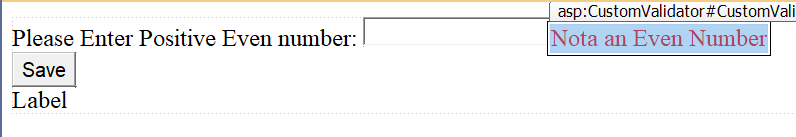 asp:CustomValidator#CustomVali
Please Enter Positive Even number: Nota an Even Number
Save
Label